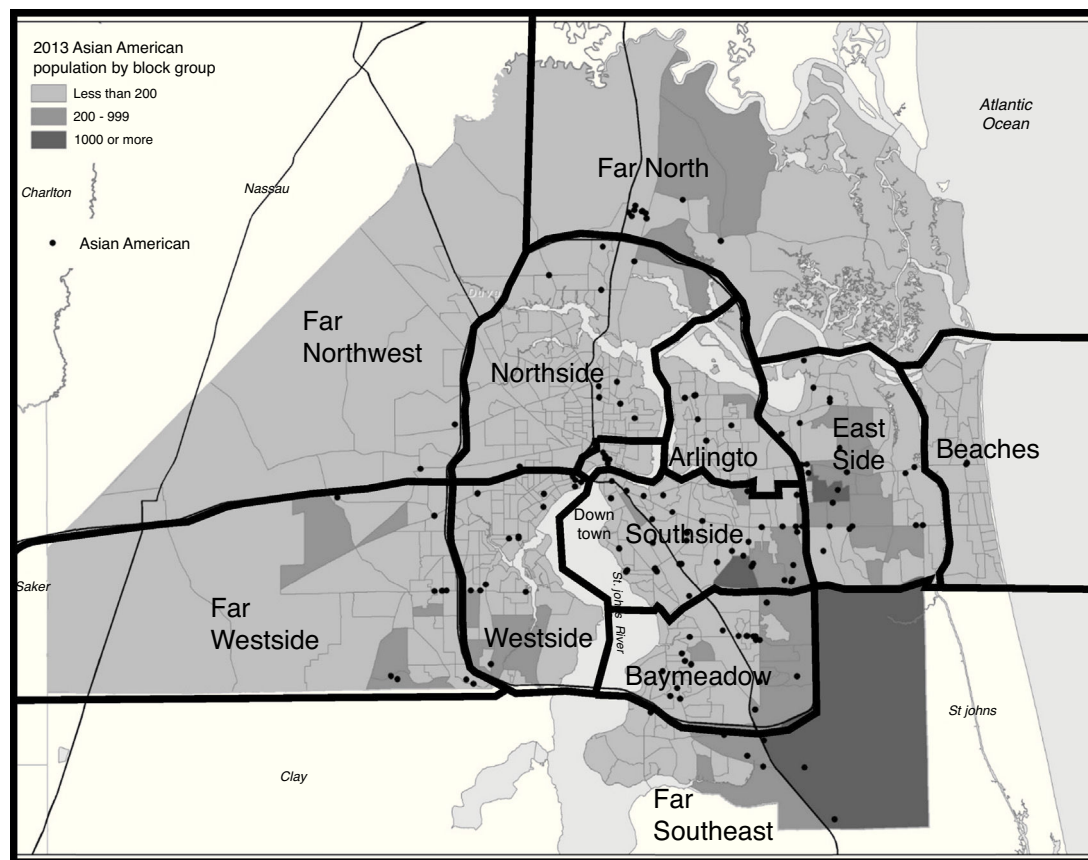 2013 Asian American
population by block group
Less than 200
200 - 999
1000 or more
Charlton
Nassau
Asian American
Atlantic
Ocean
Far North
Far
Northwest
Northside
East
Side
Beaches
Arlingto
Down
town
Southside
Saker
Far
Westside
Westside
St. johns River
Baymeadow
St johns
Clay
Far
Southeast